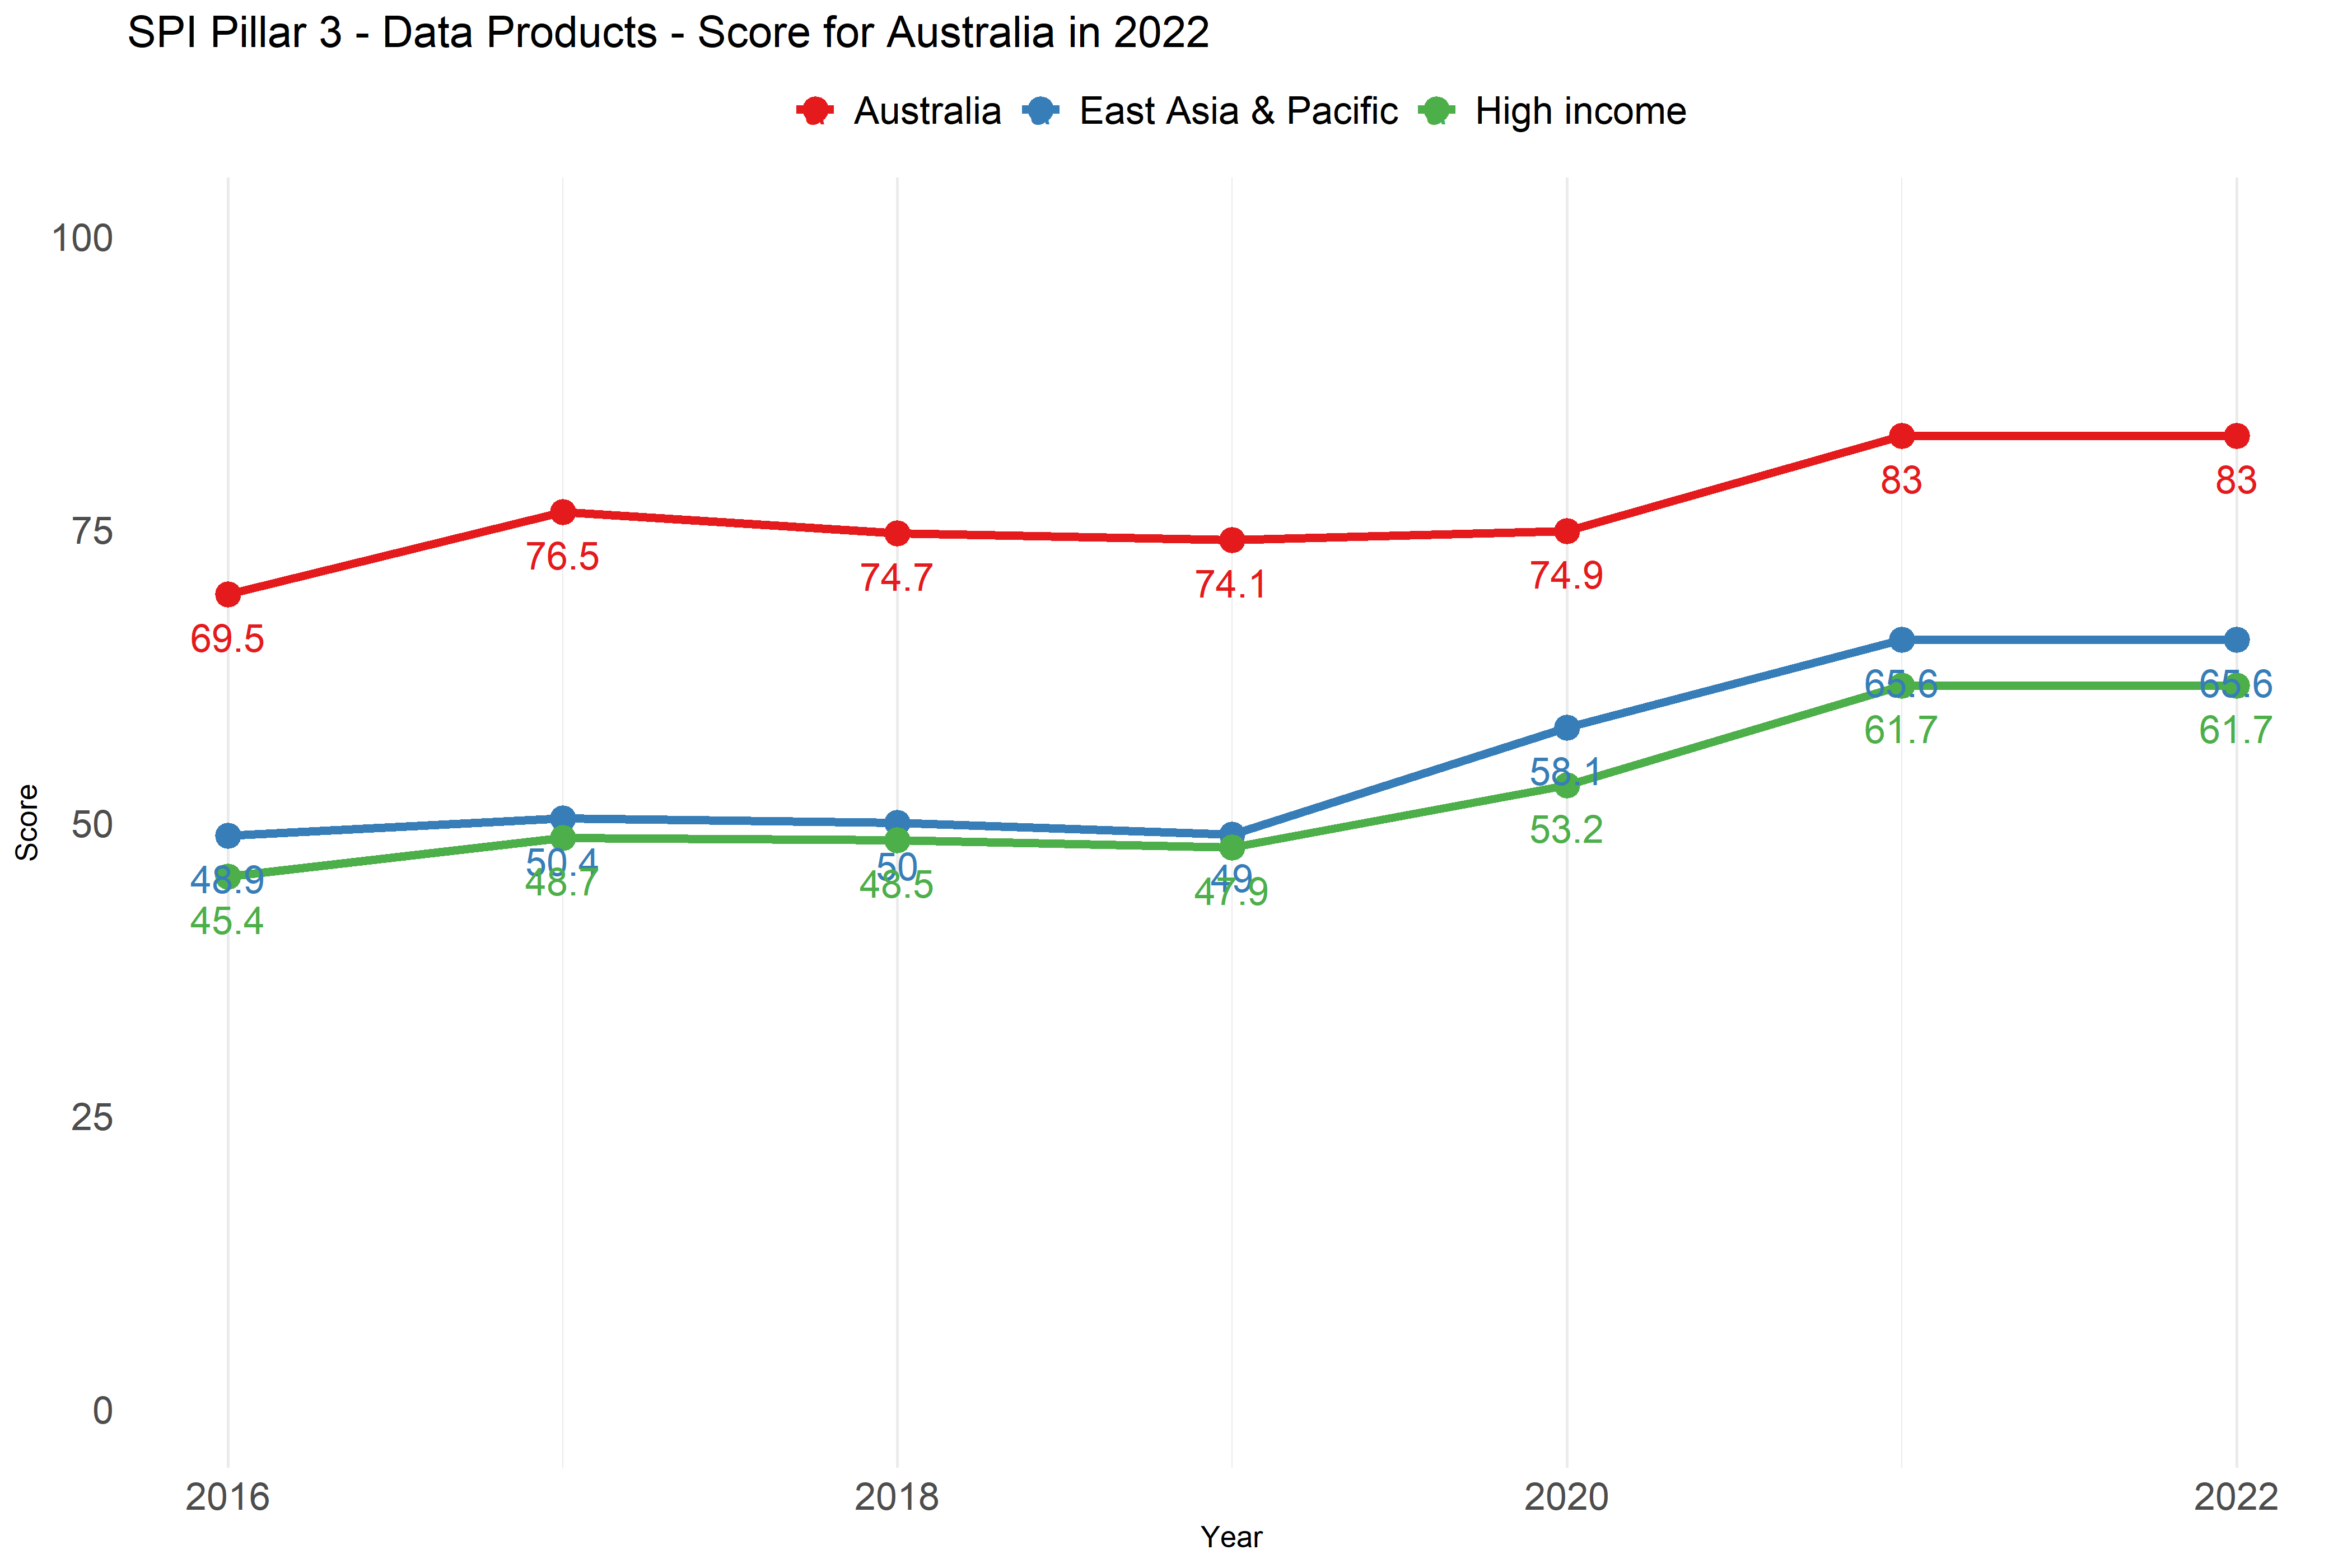 SPI Pillar 3 - Data Products - Score for Australia in 2022
Australia East Asia & Pacific High income
100
75
50
25
0
Score
69.5 76.5 74.7 74.1 74.9 83 83
48.9 50.4 50 49 58.1 65.6 65.6
45.4 48.7 48.5 47.9 53.2 61.7 61.7
2016 2018 2020 2022
Year